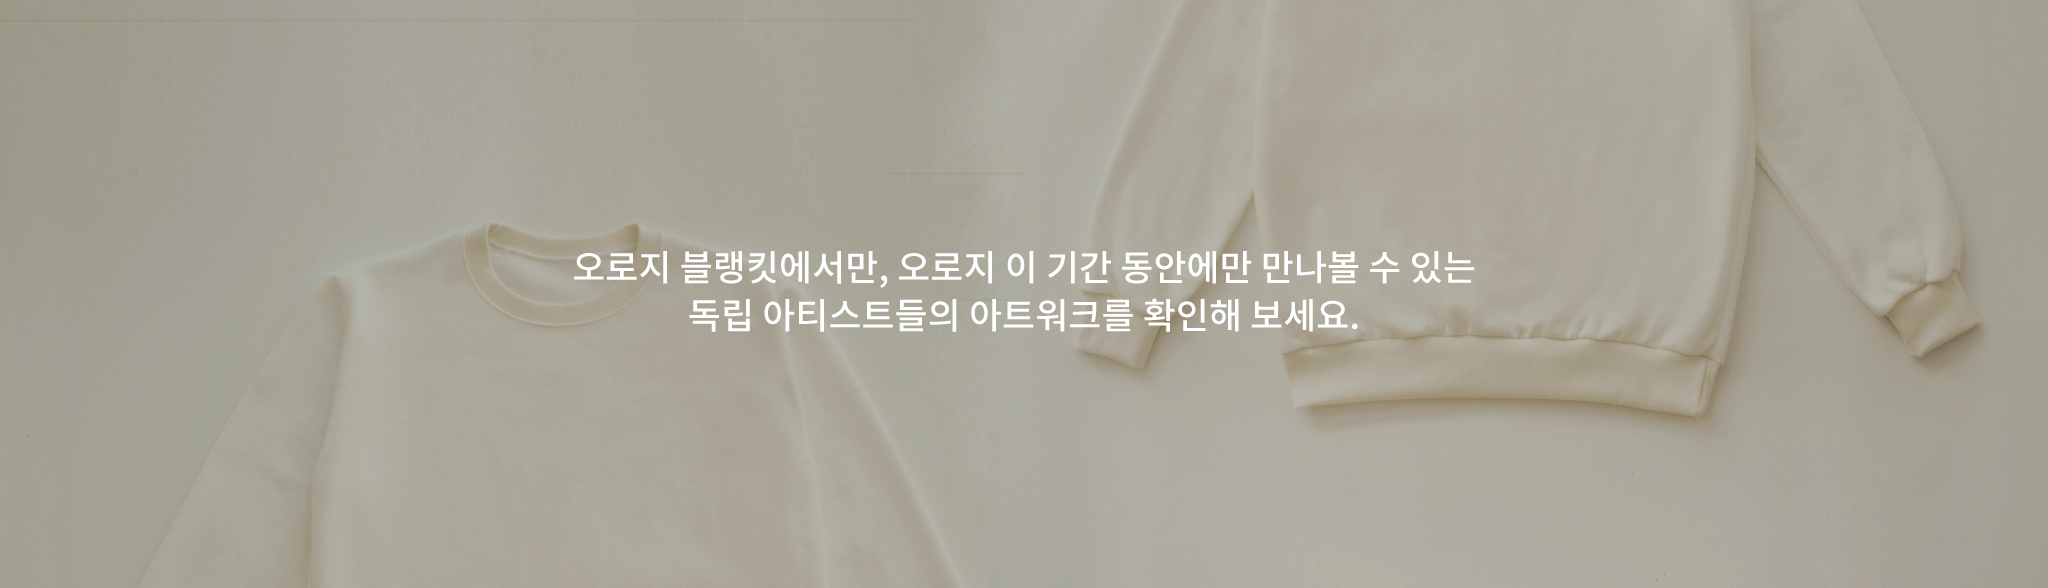 오로지 블랭킷에서만, 오로지 이 기간 동안에만 만나볼 수 있는
독립 아티스트들의 아트워크를 확인해 보세요.